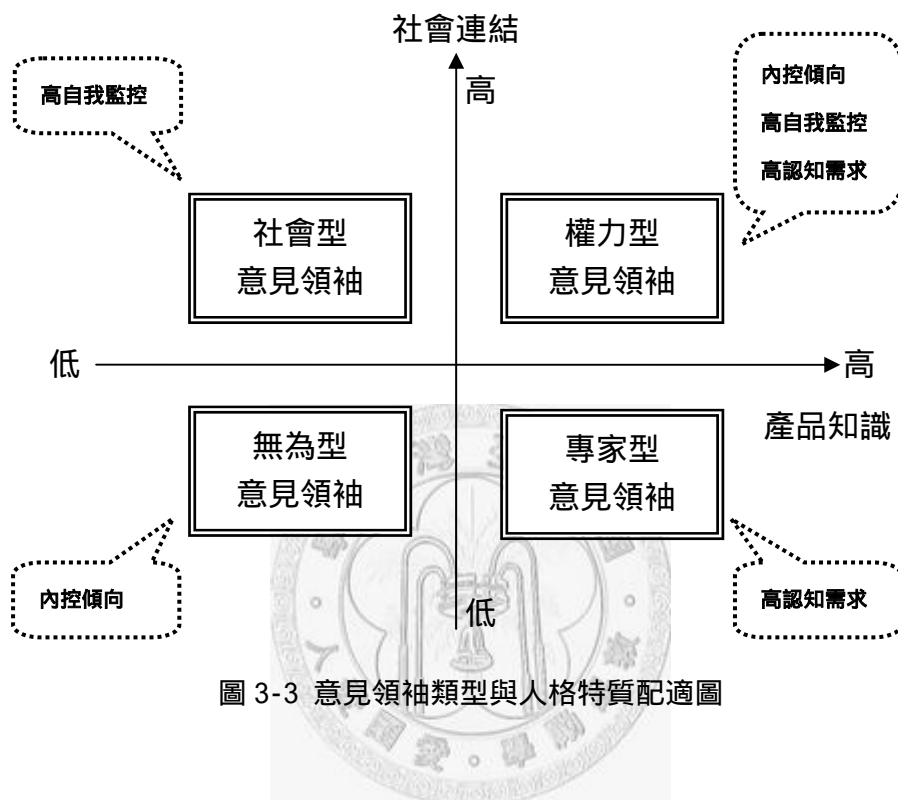 社會連結
高自我監控
高
內控傾向
高自我監控
高認知需求
社會型
意見領袖
權力型
意見領袖
低
高
產品知識
無為型
意見領袖
專家型
意見領袖
內控傾向
高認知需求
低
圖 3-3 意見領袖類型與人格特質配適圖